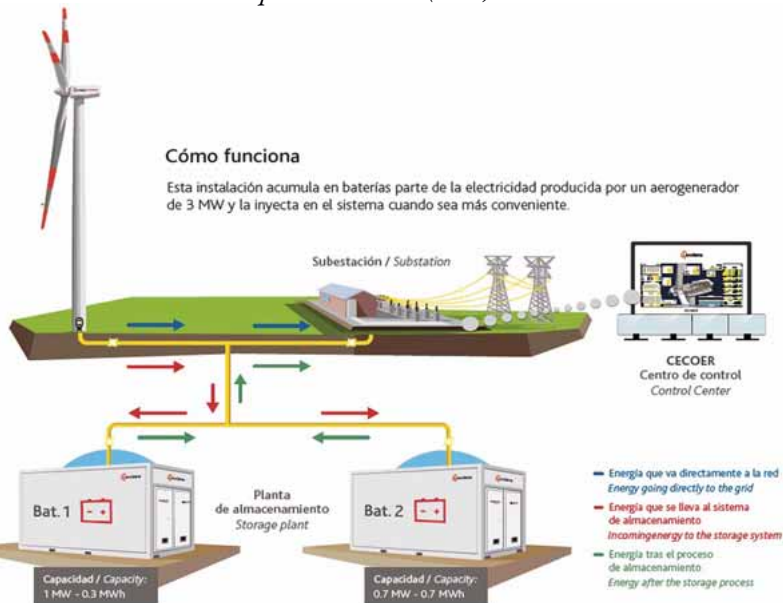 Cómo funciona
Esta instalación acumula en baterías parte de la electricidad producida por un aerogenerador
de 3 MW y la inyecta en el sistema cuando sea más conveniente.
Subestación / Substation
CECOER
Centro de control
Control Center
Bat. 1
Planta
de almacenamiento
Storage plant
Bat. 2
Energía que va directamente a la red
Energy going directly to the grid
Energía que se lleva al sistema
de almacenamiento
Incomingenergy to the storage system
Energía tras el proceso
de almacenamiento
Energy after the storage process
Capacidad / Capacity:
1 MW - 0.3 MWh
Capacidad / Capacity:
0.7 MW - 0.7 MWh